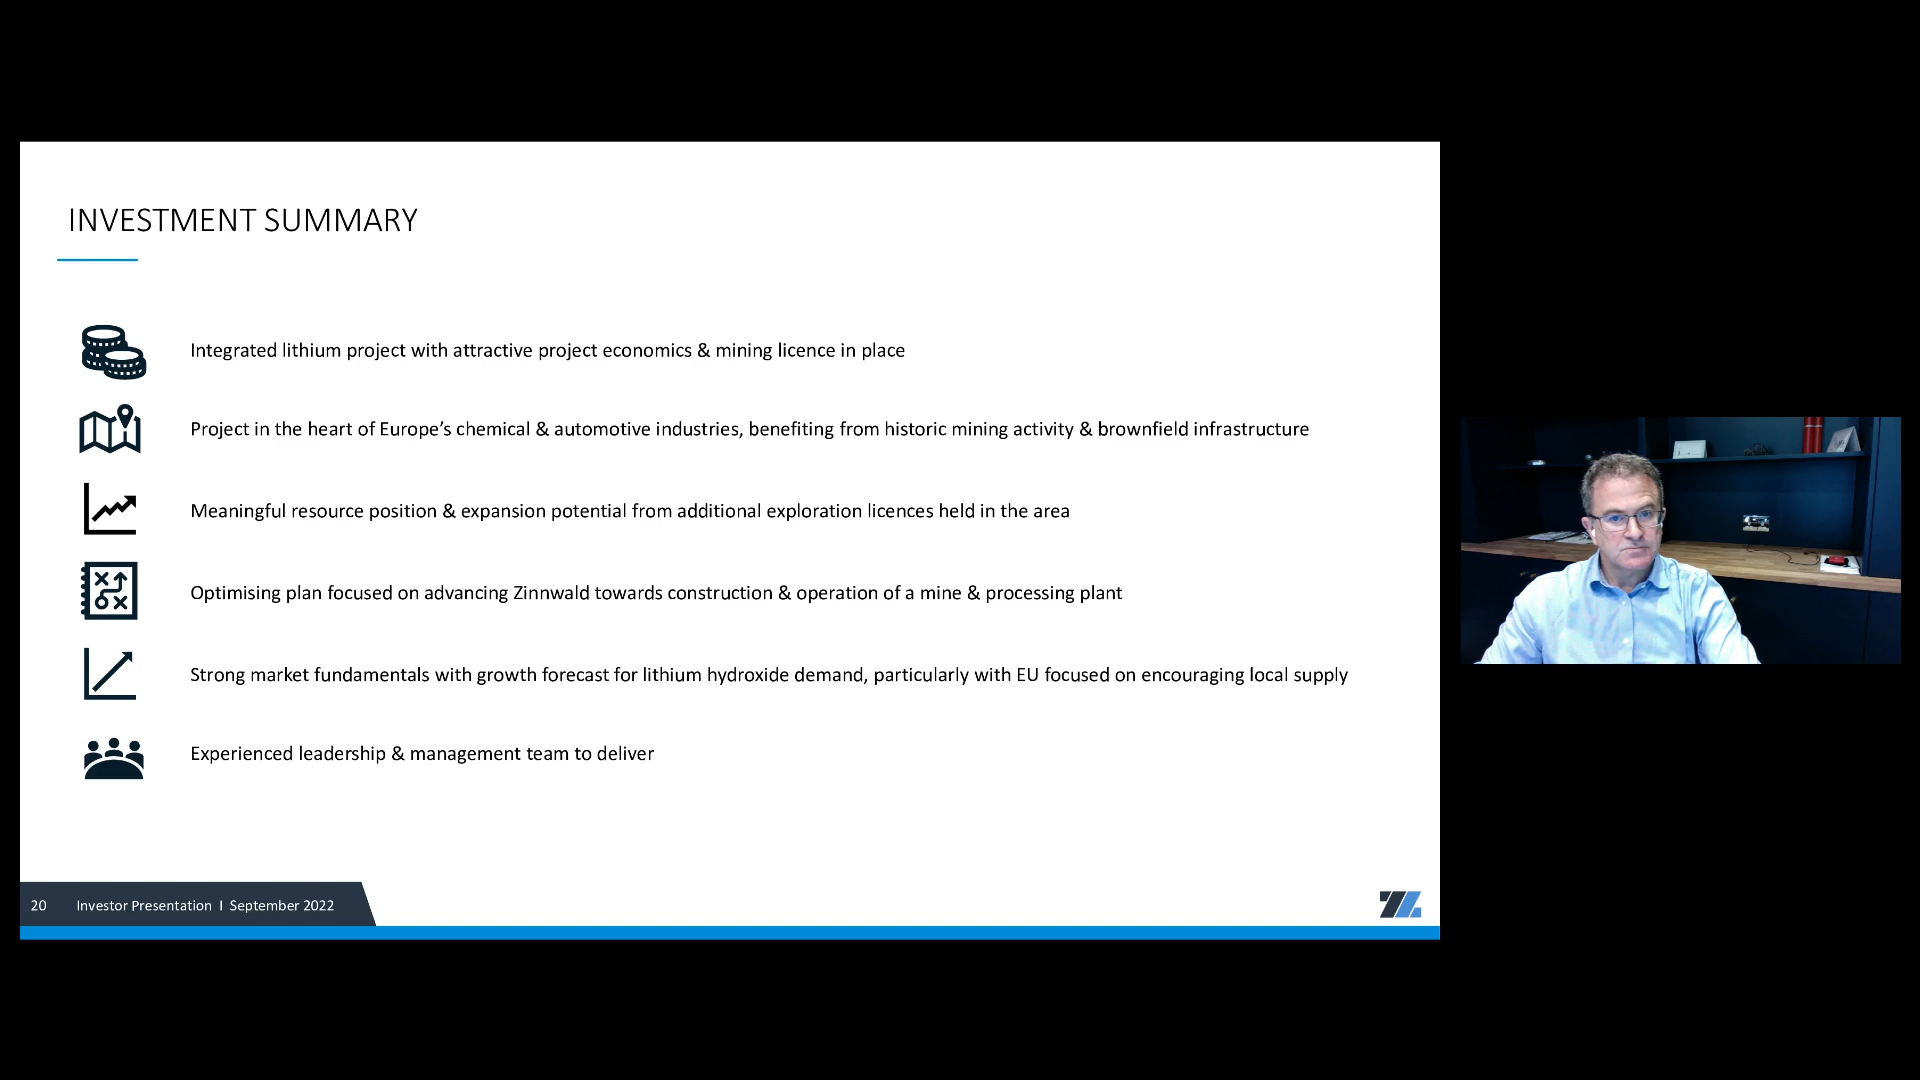 INVESTMENT SUMMARY
Integrated lithium project with attractive project economics & mining licence in place
Project in the heart of Europe’s chemical & automotive industries, benefiting from historic mining activity & brownfield infrastructure
Meaningful resource position & expansion potential from additional exploration licences held in the area
Optimising plan focused on advancing Zinnwald towards construction & operation of a mine & processing plant
Strong market fundamentals with growth forecast for lithium hydroxide demand, particularly with EU focused on encouraging local supply
Experienced leadership & management team to deliver
20 Investor Presentation I September 2022